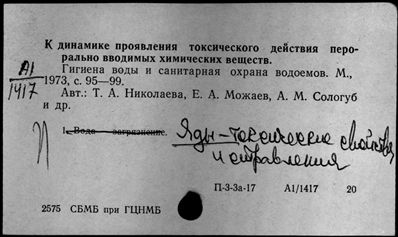 К динамике проявления токсического действия перо-
рально вводимых химических веществ.
А1
1417
Гигиена воды и санитарная охрана водоемов. М.,
1973, с. 95—99.
Авт.: Т. А. Николаева, Е. А. Можаев, А. М. Сологуб
и др.
1. Вода — загрязнение.
Яды-токсические свойства
и отравления
П-3-3а-17 А1/1417 20
2575 СБМБ при ГЦНМБ